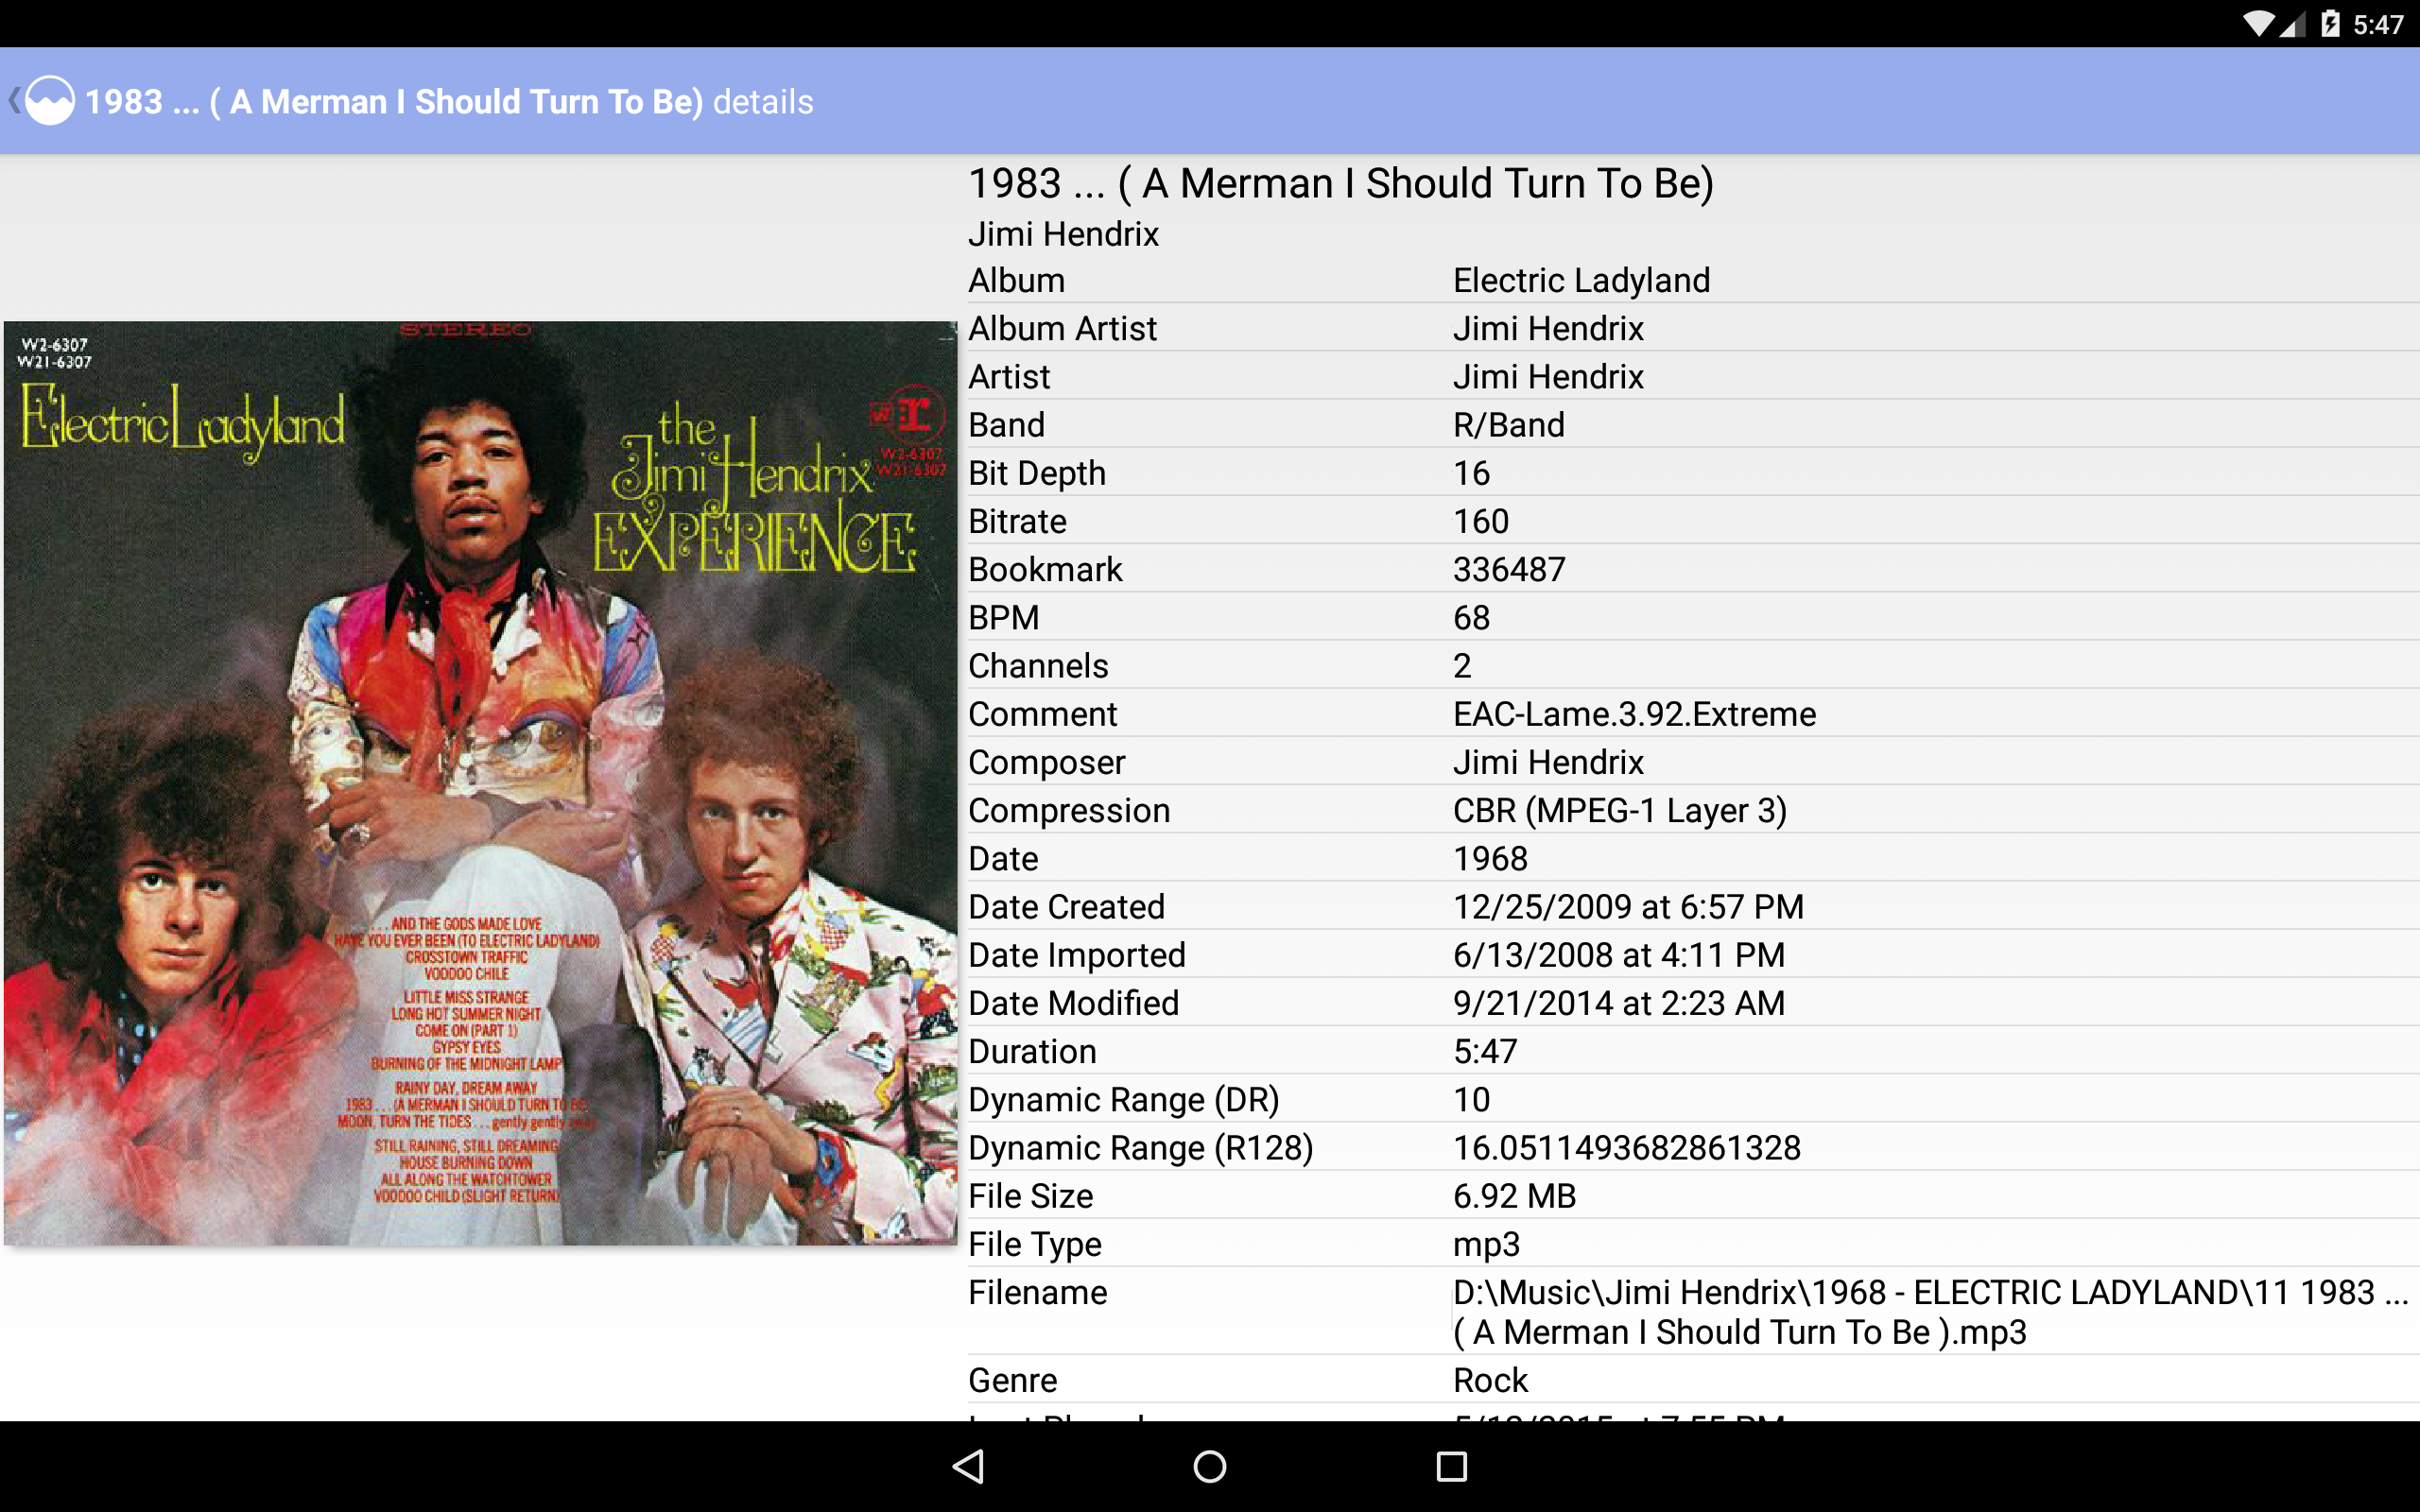 5:47
1983 ... ( A Merman I Should Turn To Be) details
STEREO
W2-6307
W21-6307
Electric Ladyland
the
Jimi Hendrix
EXPERIENCE
W2-6307
W21-6307
...AND THE GODS MADE LOVE
HAVE YOU EVER BEEN (TO ELECTRIC LADYLAND)
CROSSTOWN TRAFFIC
VOODOO CHILE
LITTLE MISS STRANGE
LONG HOT SUMMER NIGHT
COME ON (PART 1)
GYPSY EYES
BURNING OF THE MIDNIGHT LAMP
RAINY DAY, DREAM AWAY
1983...(A MERMAN I SHOULD TURN TO BE)
MOON, TURN THE TIDES...gently gently away
STILL RAINING, STILL DREAMING
HOUSE BURNING DOWN
ALL ALONG THE WATCHTOWER
VOODOO CHILD (SLIGHT RETURN)
1983 ... ( A Merman I Should Turn To Be)
Jimi Hendrix
Album Electric Ladyland
Album Artist Jimi Hendrix
Artist Jimi Hendrix
Band R/Band
Bit Depth 16
Bitrate 160
Bookmark 336487
BPM 68
Channels 2
Comment EAC-Lame.3.92.Extreme
Composer Jimi Hendrix
Compression CBR (MPEG-1 Layer 3)
Date 1968
Date Created 12/25/2009 at 6:57 PM
Date Imported 6/13/2008 at 4:11 PM
Date Modified 9/21/2014 at 2:23 AM
Duration 5:47
Dynamic Range (DR) 10
Dynamic Range (R128) 16.0511493682861328
File Size 6.92 MB
File Type mp3
Filename D:\Music\Jimi Hendrix\1968 - ELECTRIC LADYLAND\11 1983 ...
( A Merman I Should Turn To Be ).mp3
Genre Rock